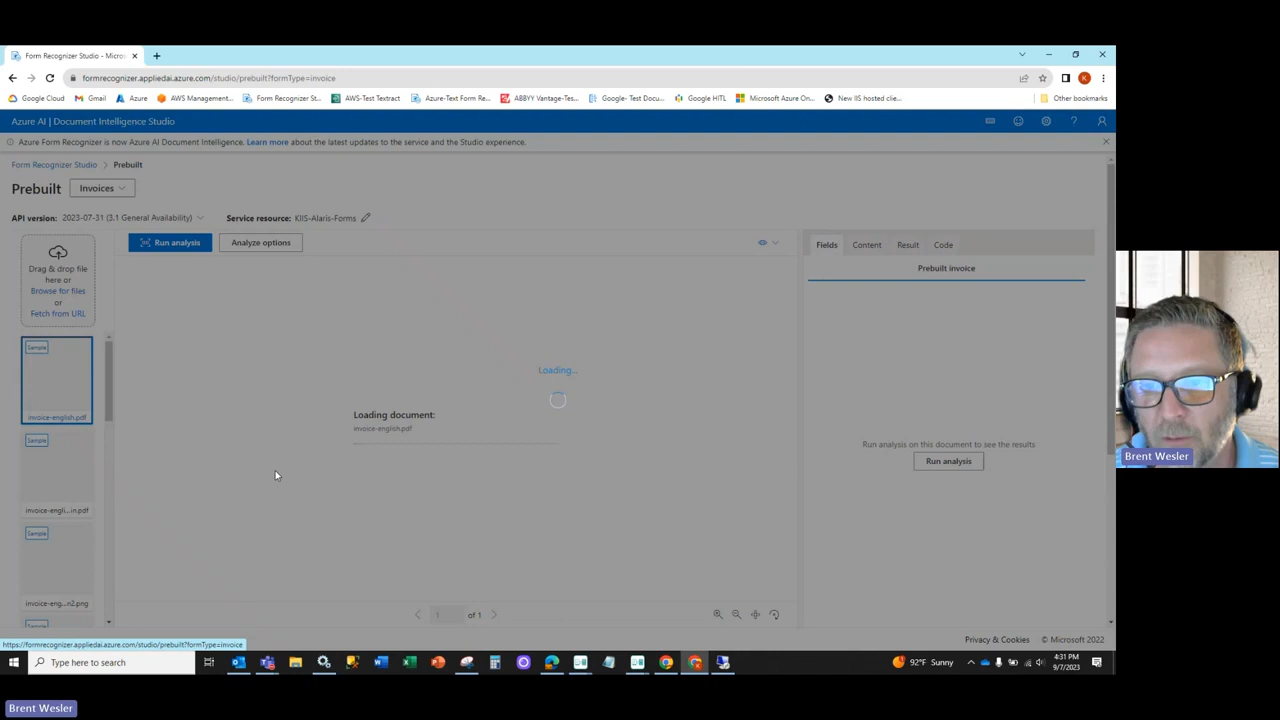 Form Recognizer Studio - Micros
formrecognizer.appliedai.azure.com/studio/prebuilt?formType=invoice
K
Google Cloud
Gmail
Azure
AWS Management...
Form Recognizer St...
AWS-Test Textract
Azure-Text Form Re...
ABBYY Vantage-Tes...
Google- Test Docu...
Google HITL
Microsoft Azure On...
New IIS hosted clie...
Other bookmarks
Azure AI | Document Intelligence Studio
Azure Form Recognizer is now Azure AI Document Intelligence. Learn more about the latest updates to the service and the Studio experience.
Form Recognizer Studio > Prebuilt
Prebuilt
Invoices
API version: 2023-07-31 (3.1 General Availability)
Service resource: KIIS-Alaris-Forms
Drag & drop file
here or
Browse for files
or
Fetch from URL
Run analysis
Analyze options
Fields
Content
Result
Code
Prebuilt invoice
Sample
invoice-english.pdf
Sample
invoice-engli...in.pdf
Sample
invoice-eng...n2.png
Sample
Loading...
Loading document:
invoice-english.pdf
Run analysis on this document to see the results
Run analysis
1 of 1
Brent Wesler
https://formrecognizer.appliedai.azure.com/studio/prebuilt?formType=invoice
Privacy & Cookies
© Microsoft 2022
Type here to search
92°F Sunny
4:31 PM
9/7/2023
Brent Wesler